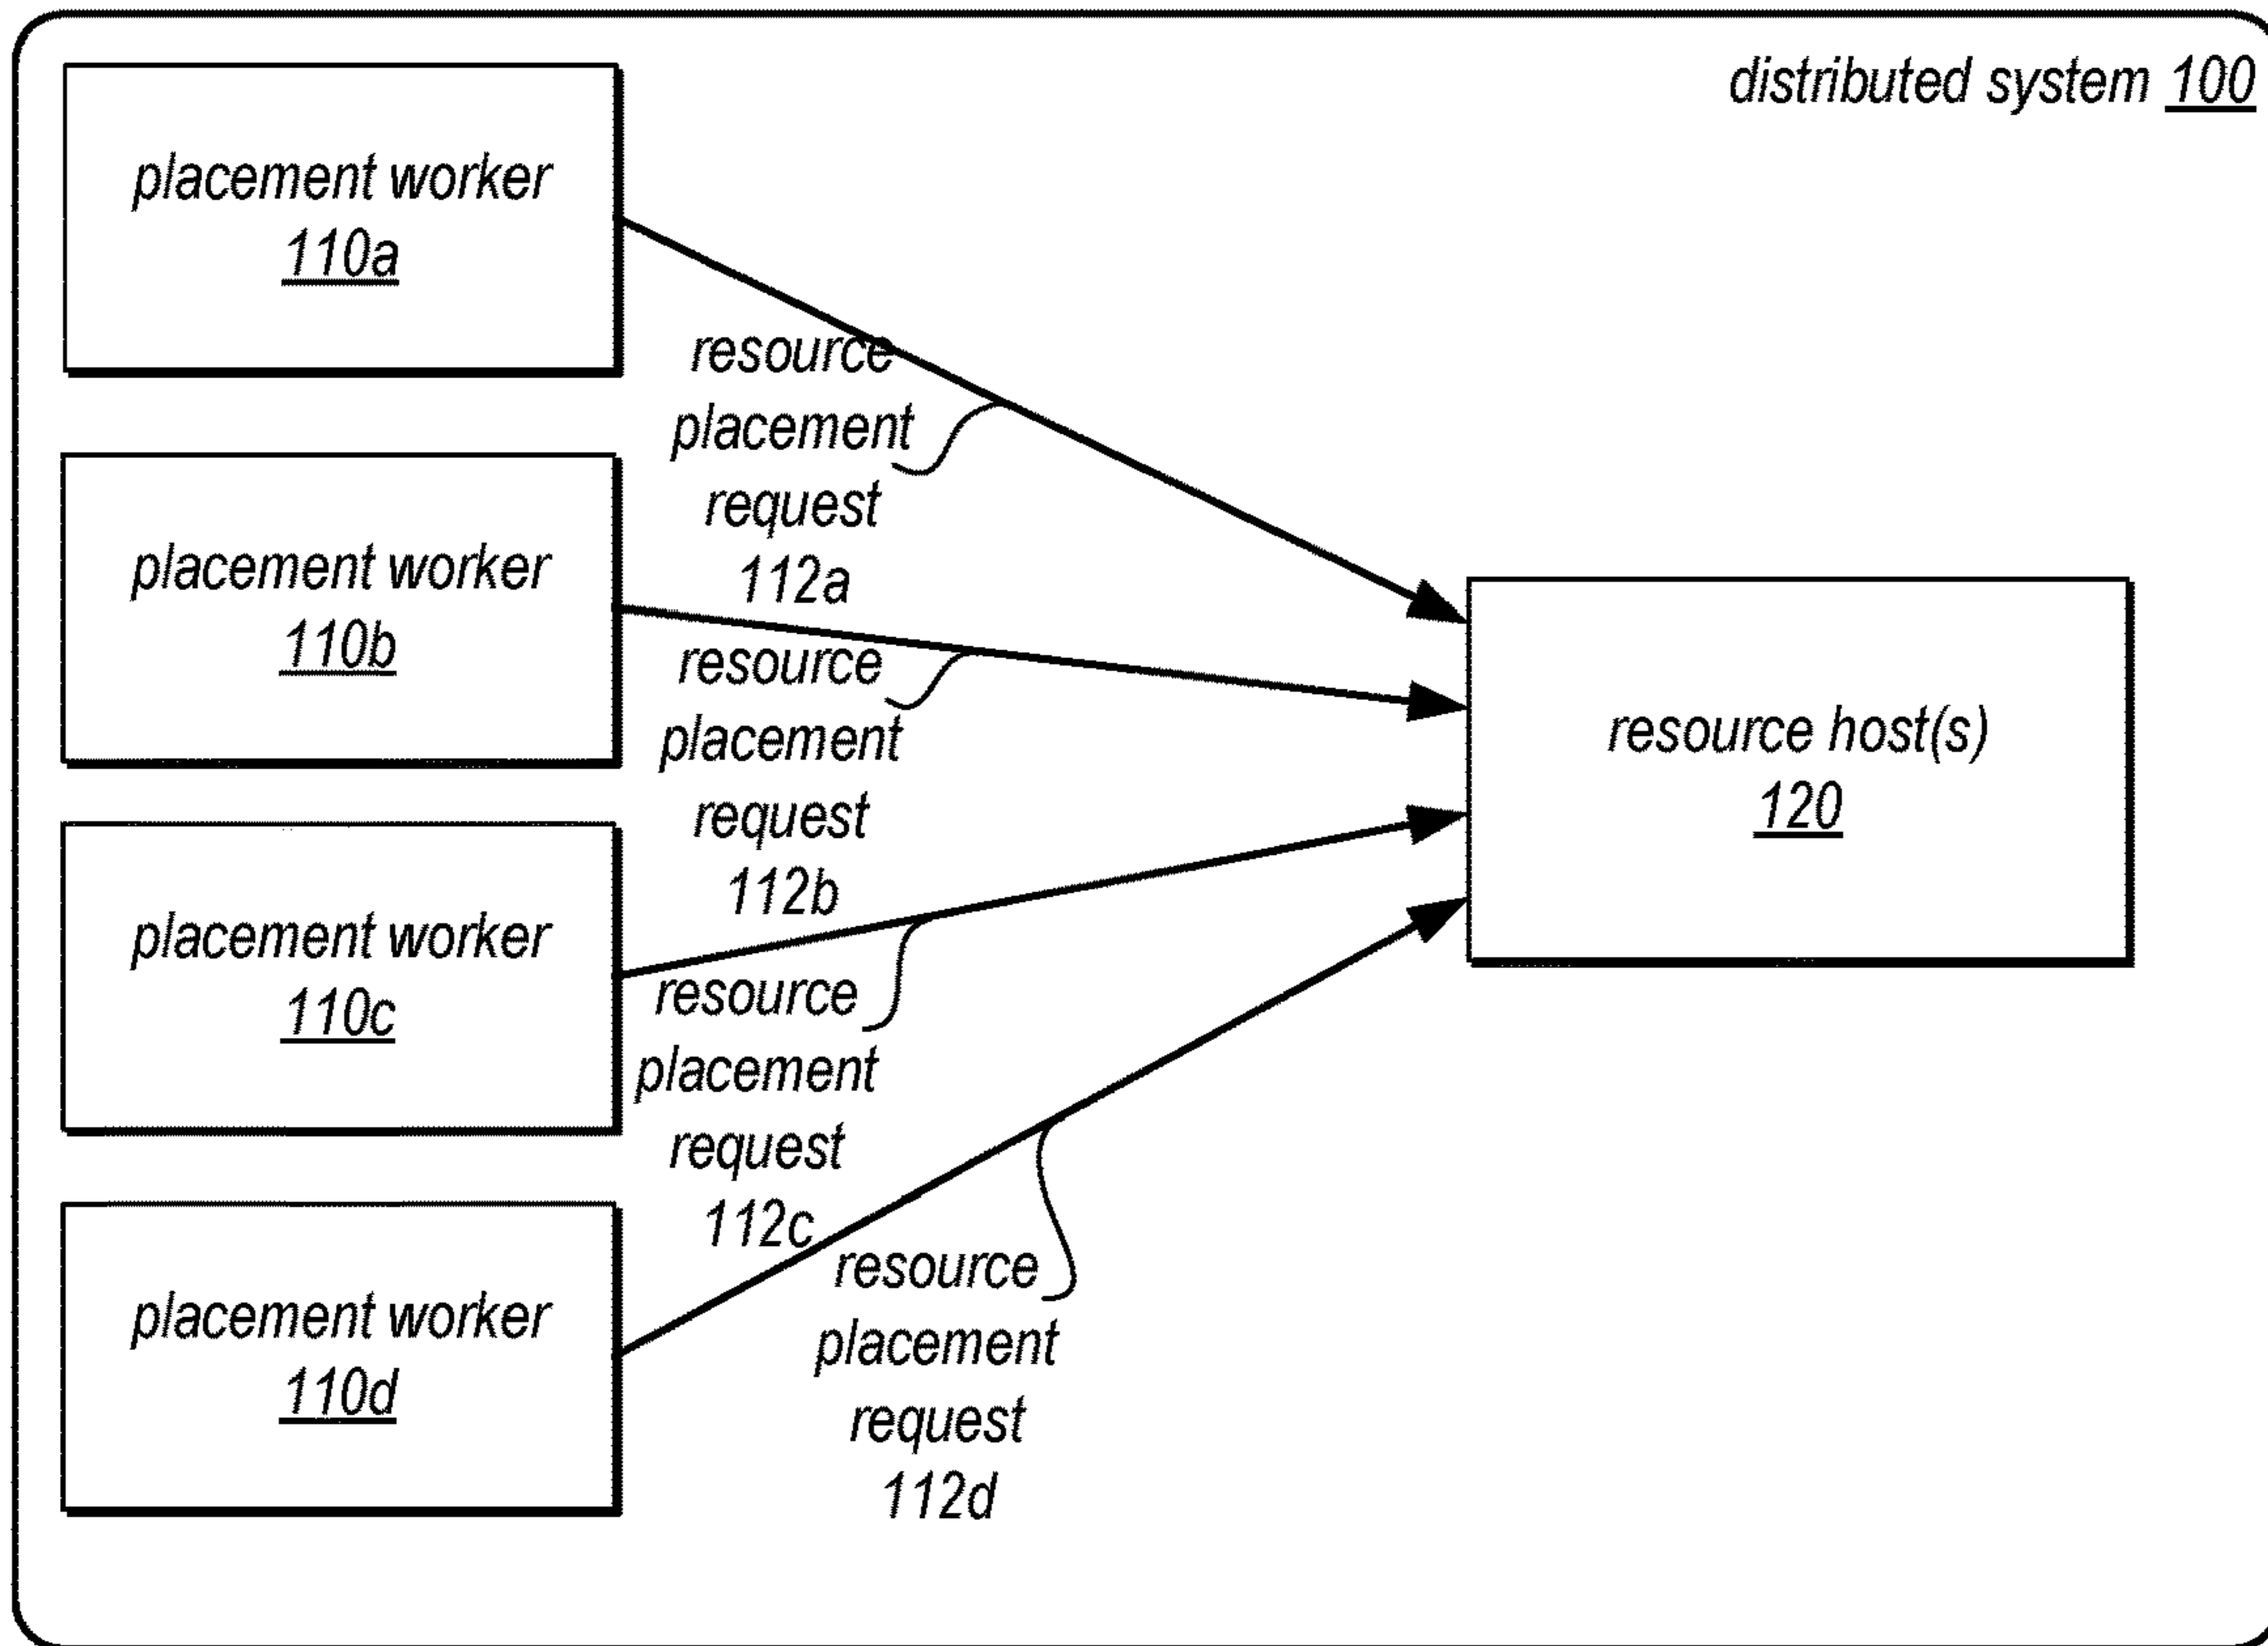 distributed system 100
placement worker
110a
resource
placement
request
112a
placement worker
110b
resource
placement
request
112b
resource host(s)
120
placement worker
110c
resource
placement
request
112c
placement worker
110d
resource
placement
request
112d